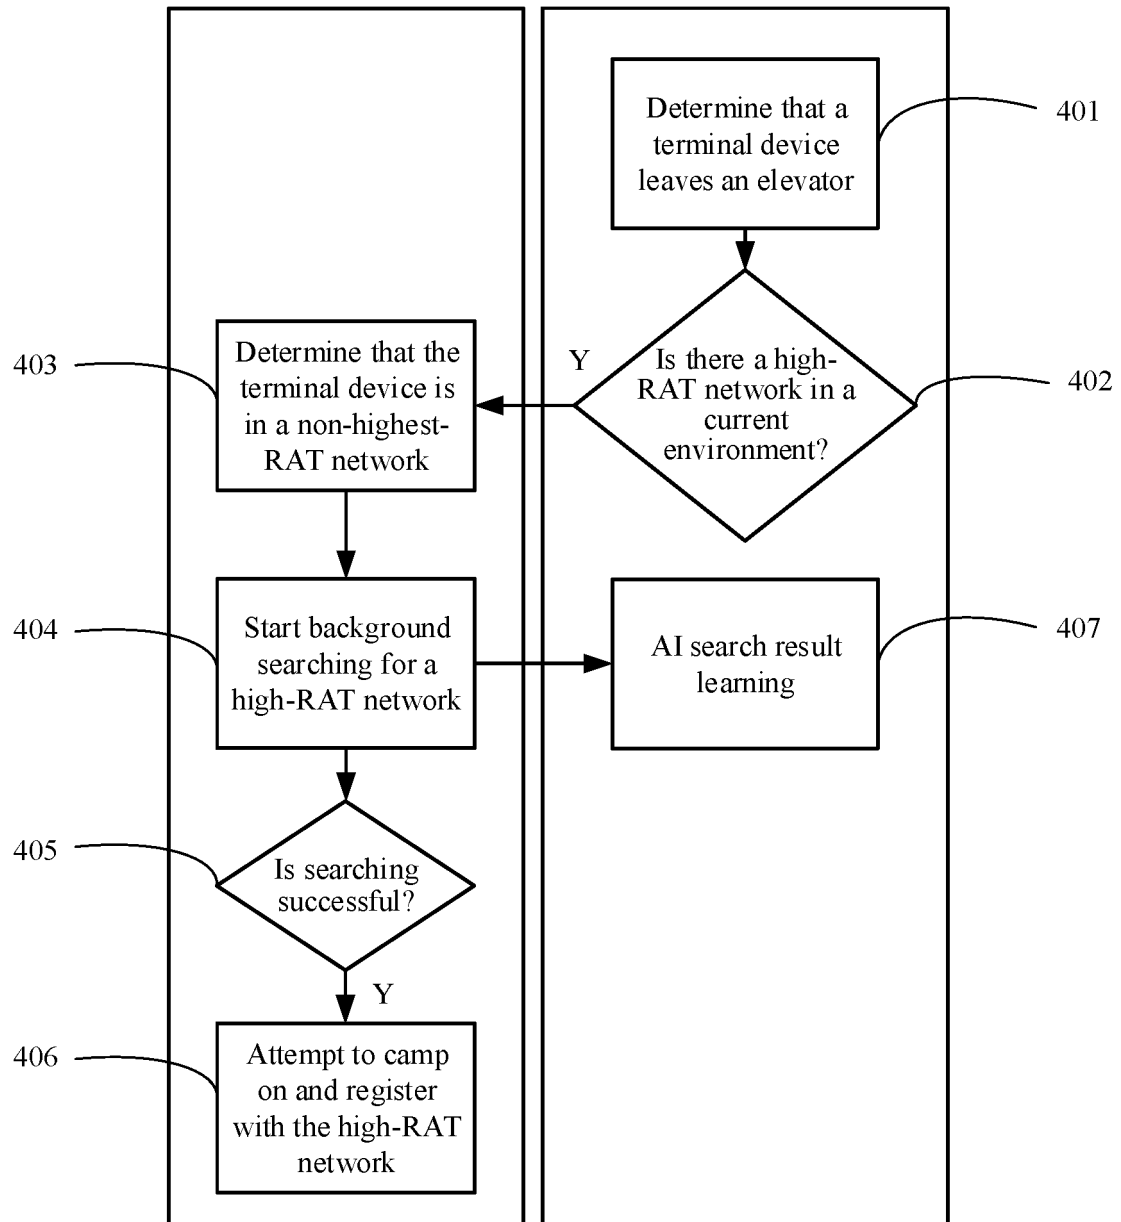 Determine that a
terminal device
leaves an elevator
401
Is there a high-
RAT network in a
current
environment?
Y
402
403
Determine that the
terminal device is
in a non-highest-
RAT network
404
Start background
searching for a
high-RAT network
AI search result
learning
407
405
Is searching
successful?
Y
406
Attempt to camp
on and register
with the high-RAT
network